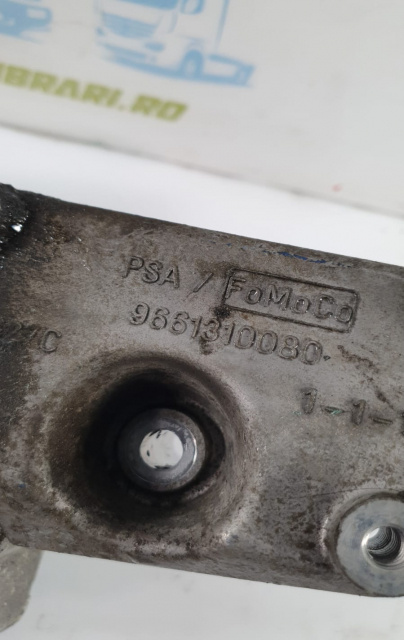 BRARI.RO
PSA / FoMoCo
9661310080
C
1-1-